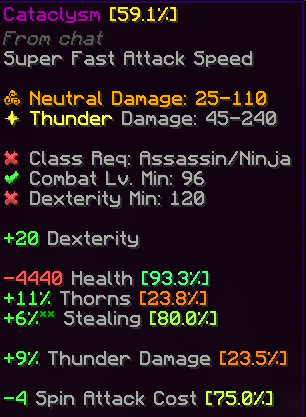 Cataclysm [59.1%]
From chat
Super Fast Attack Speed
Neutral Damage: 25-110
Thunder Damage: 45-240
✖ Class Req: Assassin/Ninja
✔ Combat Lv. Min: 96
✖ Dexterity Min: 120
+20 Dexterity
-4440 Health [93.3%]
+11% Thorns [23.8%]
+6%** Stealing [80.0%]
+9% Thunder Damage [23.5%]
-4 Spin Attack Cost [75.0%]